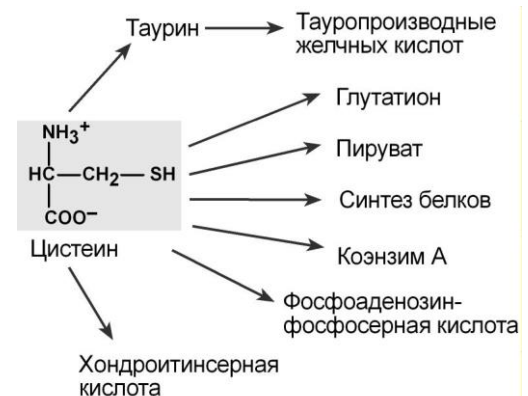 Таурин
Тауропроизводные
желчных кислот
Глутатион
NH₃⁺
Пируват
HC—CH₂—SH
Синтез белков
COO⁻
Цистеин
Коэнзим А
Фосфоаденозин-
фосфосерная кислота
Хондроитинсерная
кислота